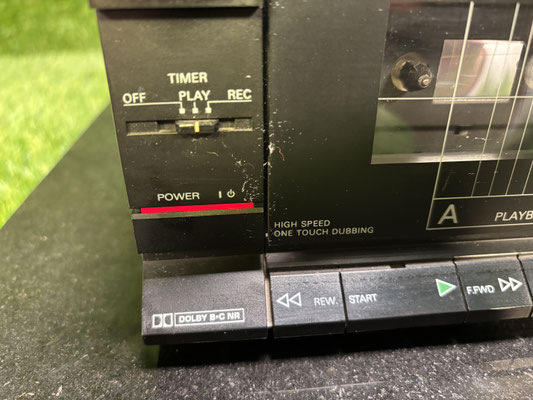 TIMER
OFF PLAY REC
POWER
HIGH SPEED
ONE TOUCH DUBBING
A PLAYB
REW. START F.FWD
DOLBY B•C NR